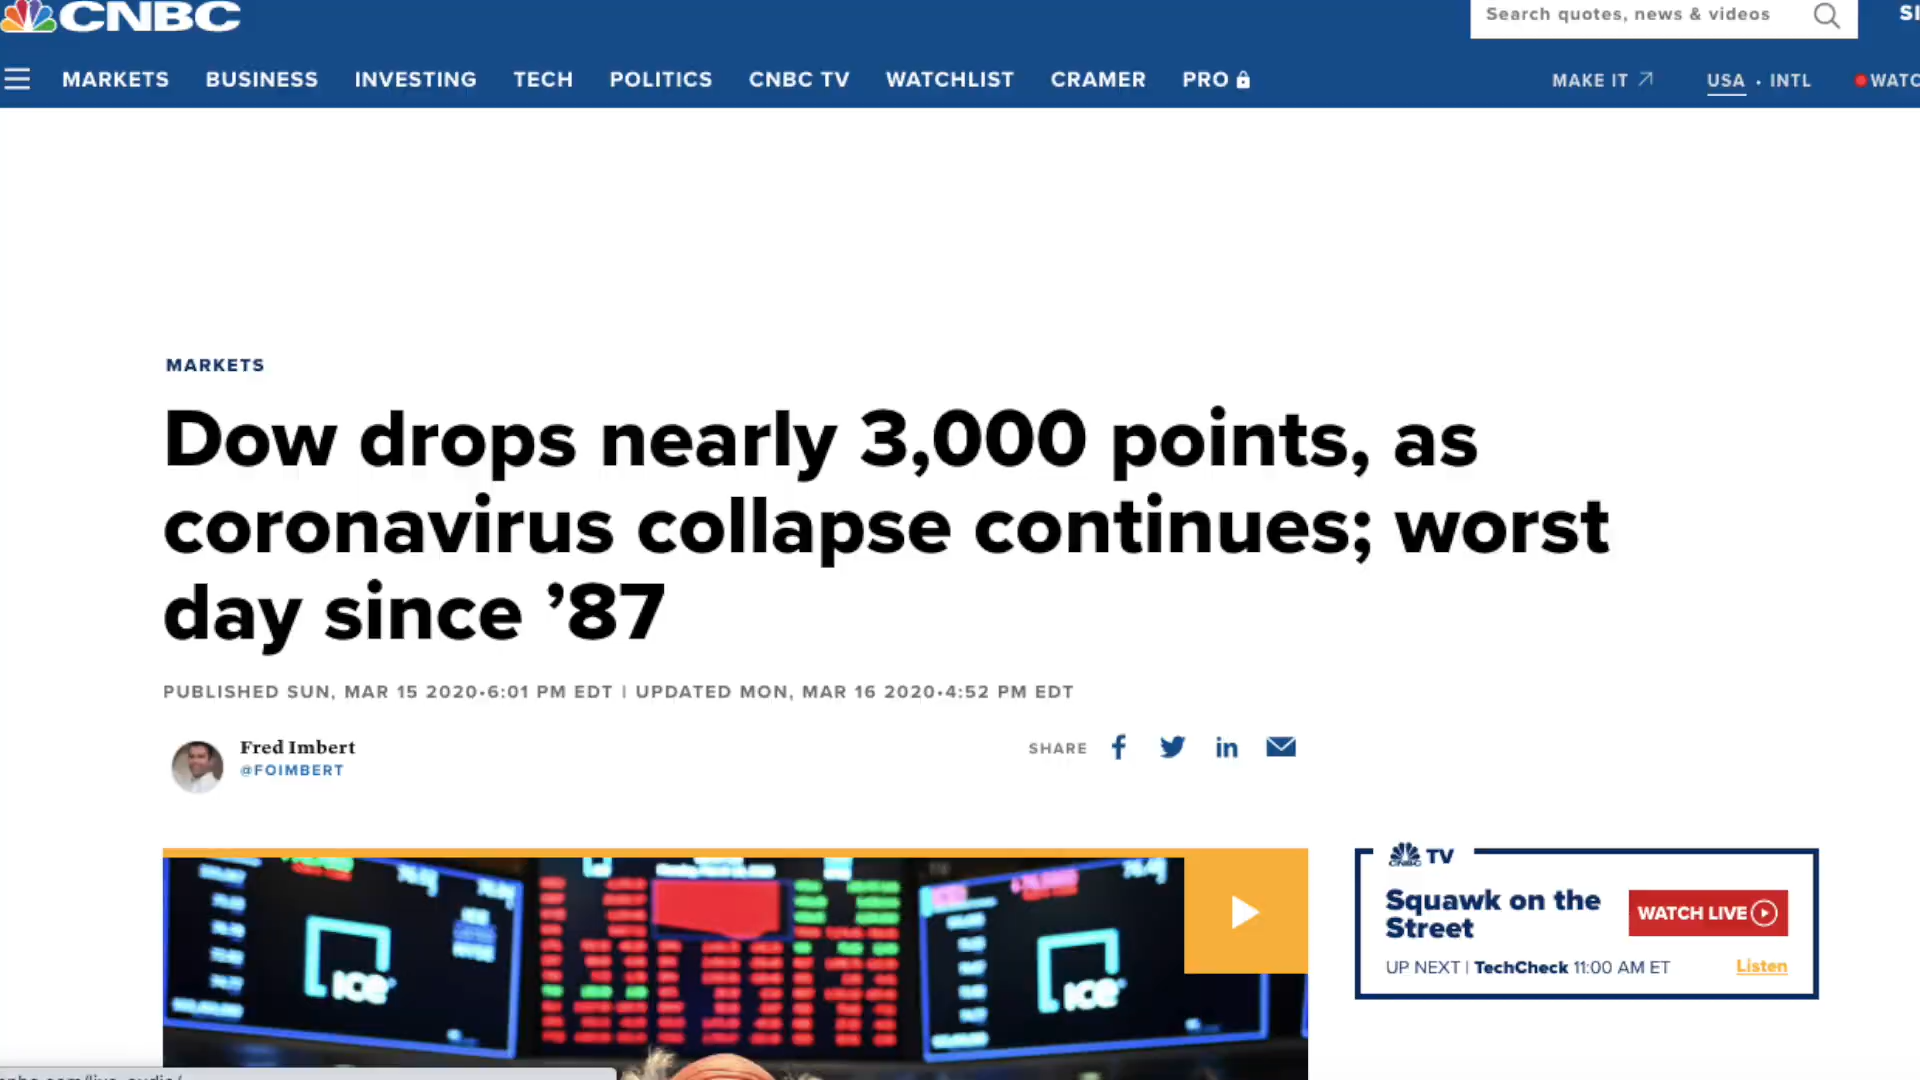 CNBC
Search quotes, news & videos
SI
MARKETS BUSINESS INVESTING TECH POLITICS CNBC TV WATCHLIST CRAMER PRO
MAKE IT USA · INTL WATC
MARKETS
Dow drops nearly 3,000 points, as
coronavirus collapse continues; worst
day since ’87
PUBLISHED SUN, MAR 15 2020•6:01 PM EDT | UPDATED MON, MAR 16 2020•4:52 PM EDT
Fred Imbert
@FOIMBERT
SHARE
ice
ice
CNBC TV
Squawk on the
Street
WATCH LIVE
UP NEXT | TechCheck 11:00 AM ET
Listen